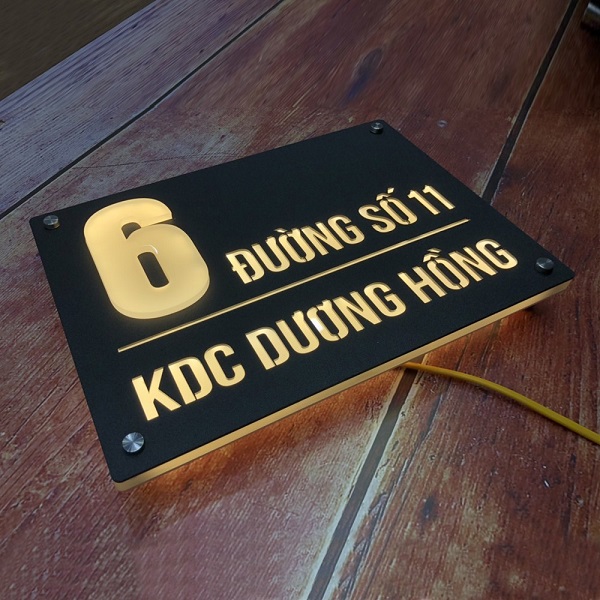 6
ĐƯỜNG SỐ 11
KDC DƯƠNG HỒNG